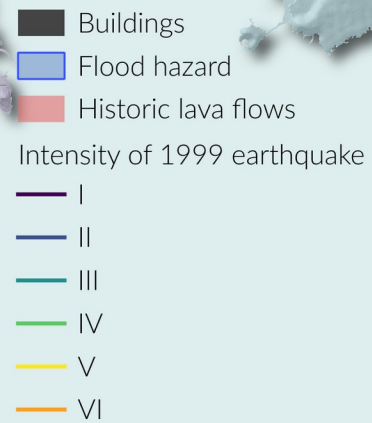 Buildings
Flood hazard
Historic lava flows
Intensity of 1999 earthquake
I
II
III
IV
V
VI